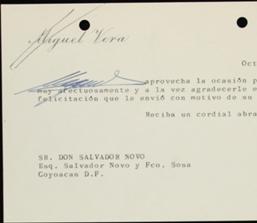 Miguel Vera
Oct
aprovecha la ocasión p
muy afectuosamente y a la vez agradecerle e
felicitación que le envió con motivo de su
Reciba un cordial abra
SR. DON SALVADOR NOVO
Esq. Salvador Novo y Fco. Sosa
Coyoacan D.F.